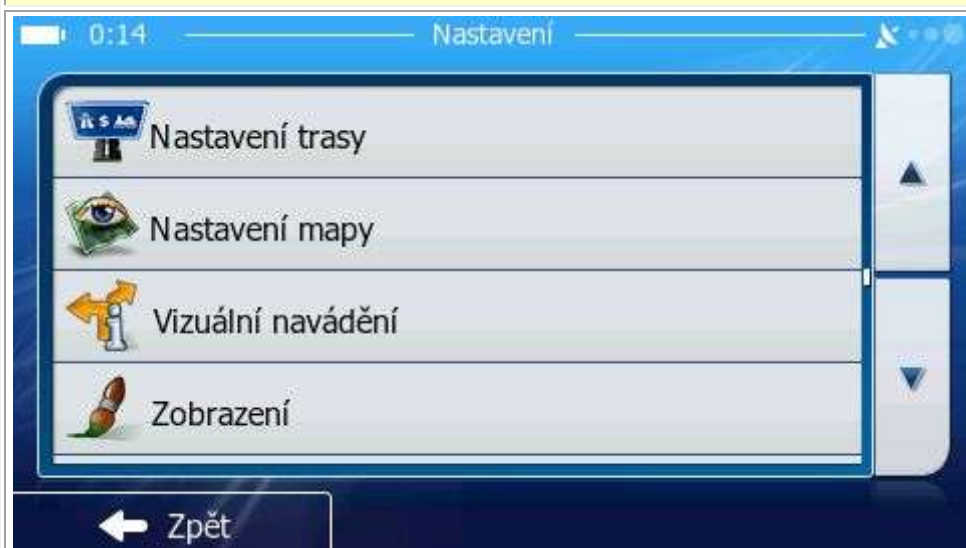 0:14 Nastavení
Nastavení trasy
Nastavení mapy
Vizuální navádění
Zobrazení
Zpět